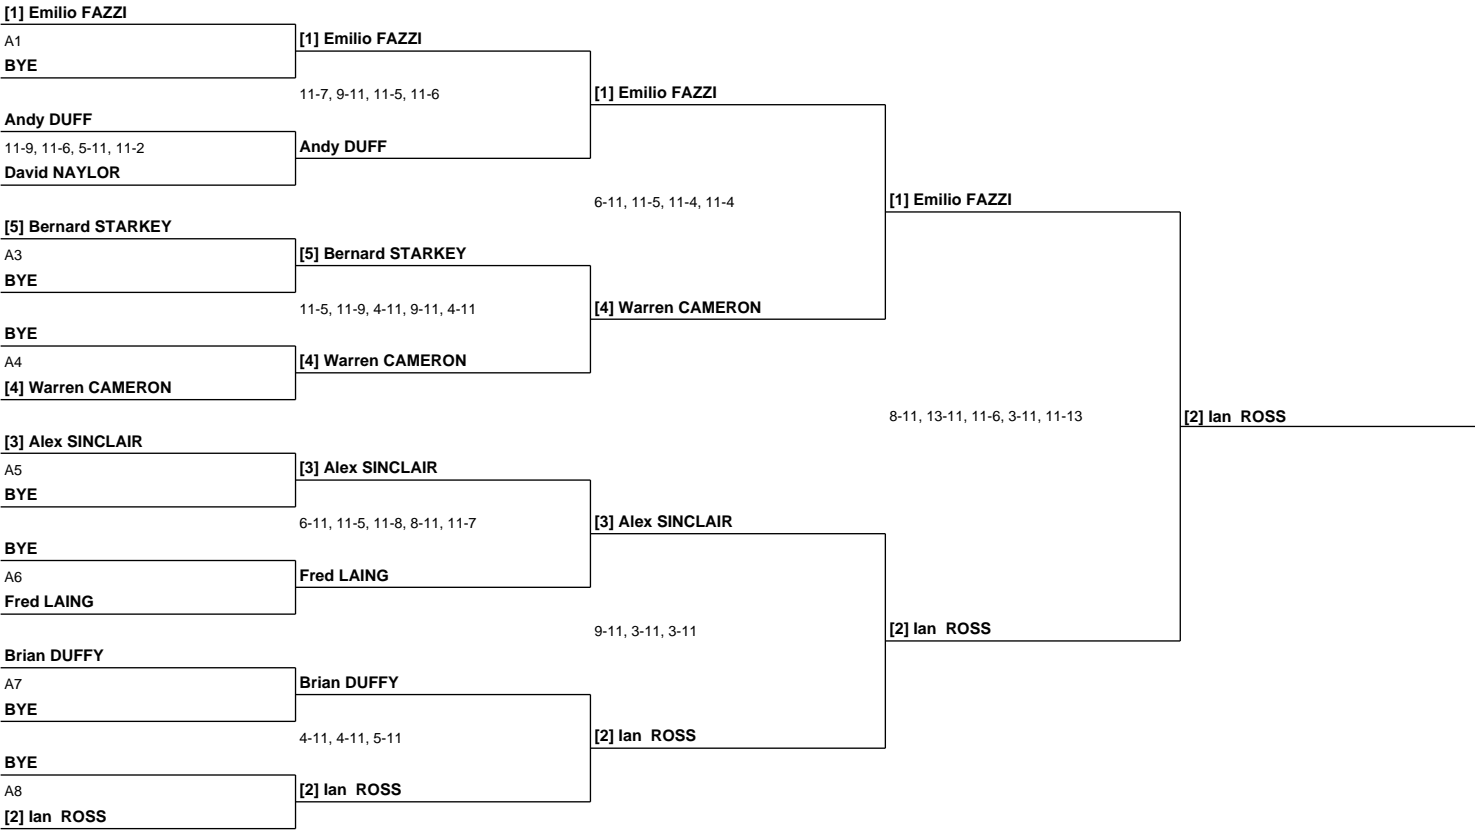 [1] Emilio FAZZI
A1
BYE
Andy DUFF
11-9, 11-6, 5-11, 11-2
David NAYLOR
[5] Bernard STARKEY
A3
BYE
BYE
A4
[4] Warren CAMERON
[3] Alex SINCLAIR
A5
BYE
BYE
A6
Fred LAING
Brian DUFFY
A7
BYE
BYE
A8
[2] Ian  ROSS
[1] Emilio FAZZI
11-7, 9-11, 11-5, 11-6
Andy DUFF
[5] Bernard STARKEY
11-5, 11-9, 4-11, 9-11, 4-11
[4] Warren CAMERON
[3] Alex SINCLAIR
6-11, 11-5, 11-8, 8-11, 11-7
Fred LAING
Brian DUFFY
4-11, 4-11, 5-11
[2] Ian  ROSS
[1] Emilio FAZZI
6-11, 11-5, 11-4, 11-4
[4] Warren CAMERON
[3] Alex SINCLAIR
9-11, 3-11, 3-11
[2] Ian  ROSS
[1] Emilio FAZZI
8-11, 13-11, 11-6, 3-11, 11-13
[2] Ian  ROSS
[2] Ian  ROSS